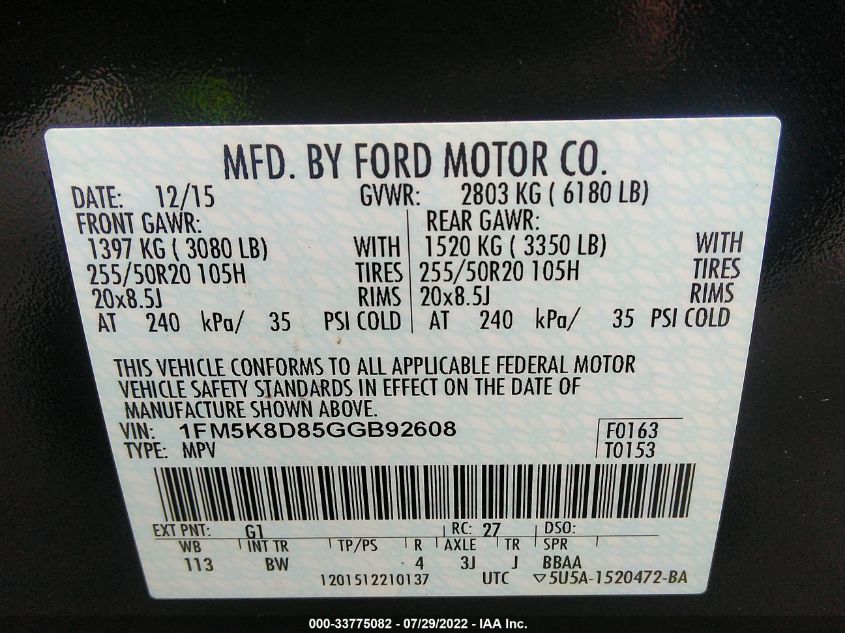 MFD. BY FORD MOTOR CO.
DATE: 12/15 GVWR: 2803 KG ( 6180 LB)
FRONT GAWR: REAR GAWR:
1397 KG ( 3080 LB) WITH 1520 KG ( 3350 LB) WITH
255/50R20 105H TIRES 255/50R20 105H TIRES
20x8.5J RIMS 20x8.5J RIMS
AT 240 kPa/ 35 PSI COLD AT 240 kPa/ 35 PSI COLD
THIS VEHICLE CONFORMS TO ALL APPLICABLE FEDERAL MOTOR
VEHICLE SAFETY STANDARDS IN EFFECT ON THE DATE OF
MANUFACTURE SHOWN ABOVE.
VIN: 1FM5K8D85GGB92608 F0163
TYPE: MPV T0153
EXT PNT: G1 RC: 27 DSO:
WB INT TR TP/PS R AXLE TR SPR
113 BW 4 3J J BBAA
1201512210137 UTC ▽5U5A-1520472-BA
000-33775082 - 07/29/2022 - IAA Inc.